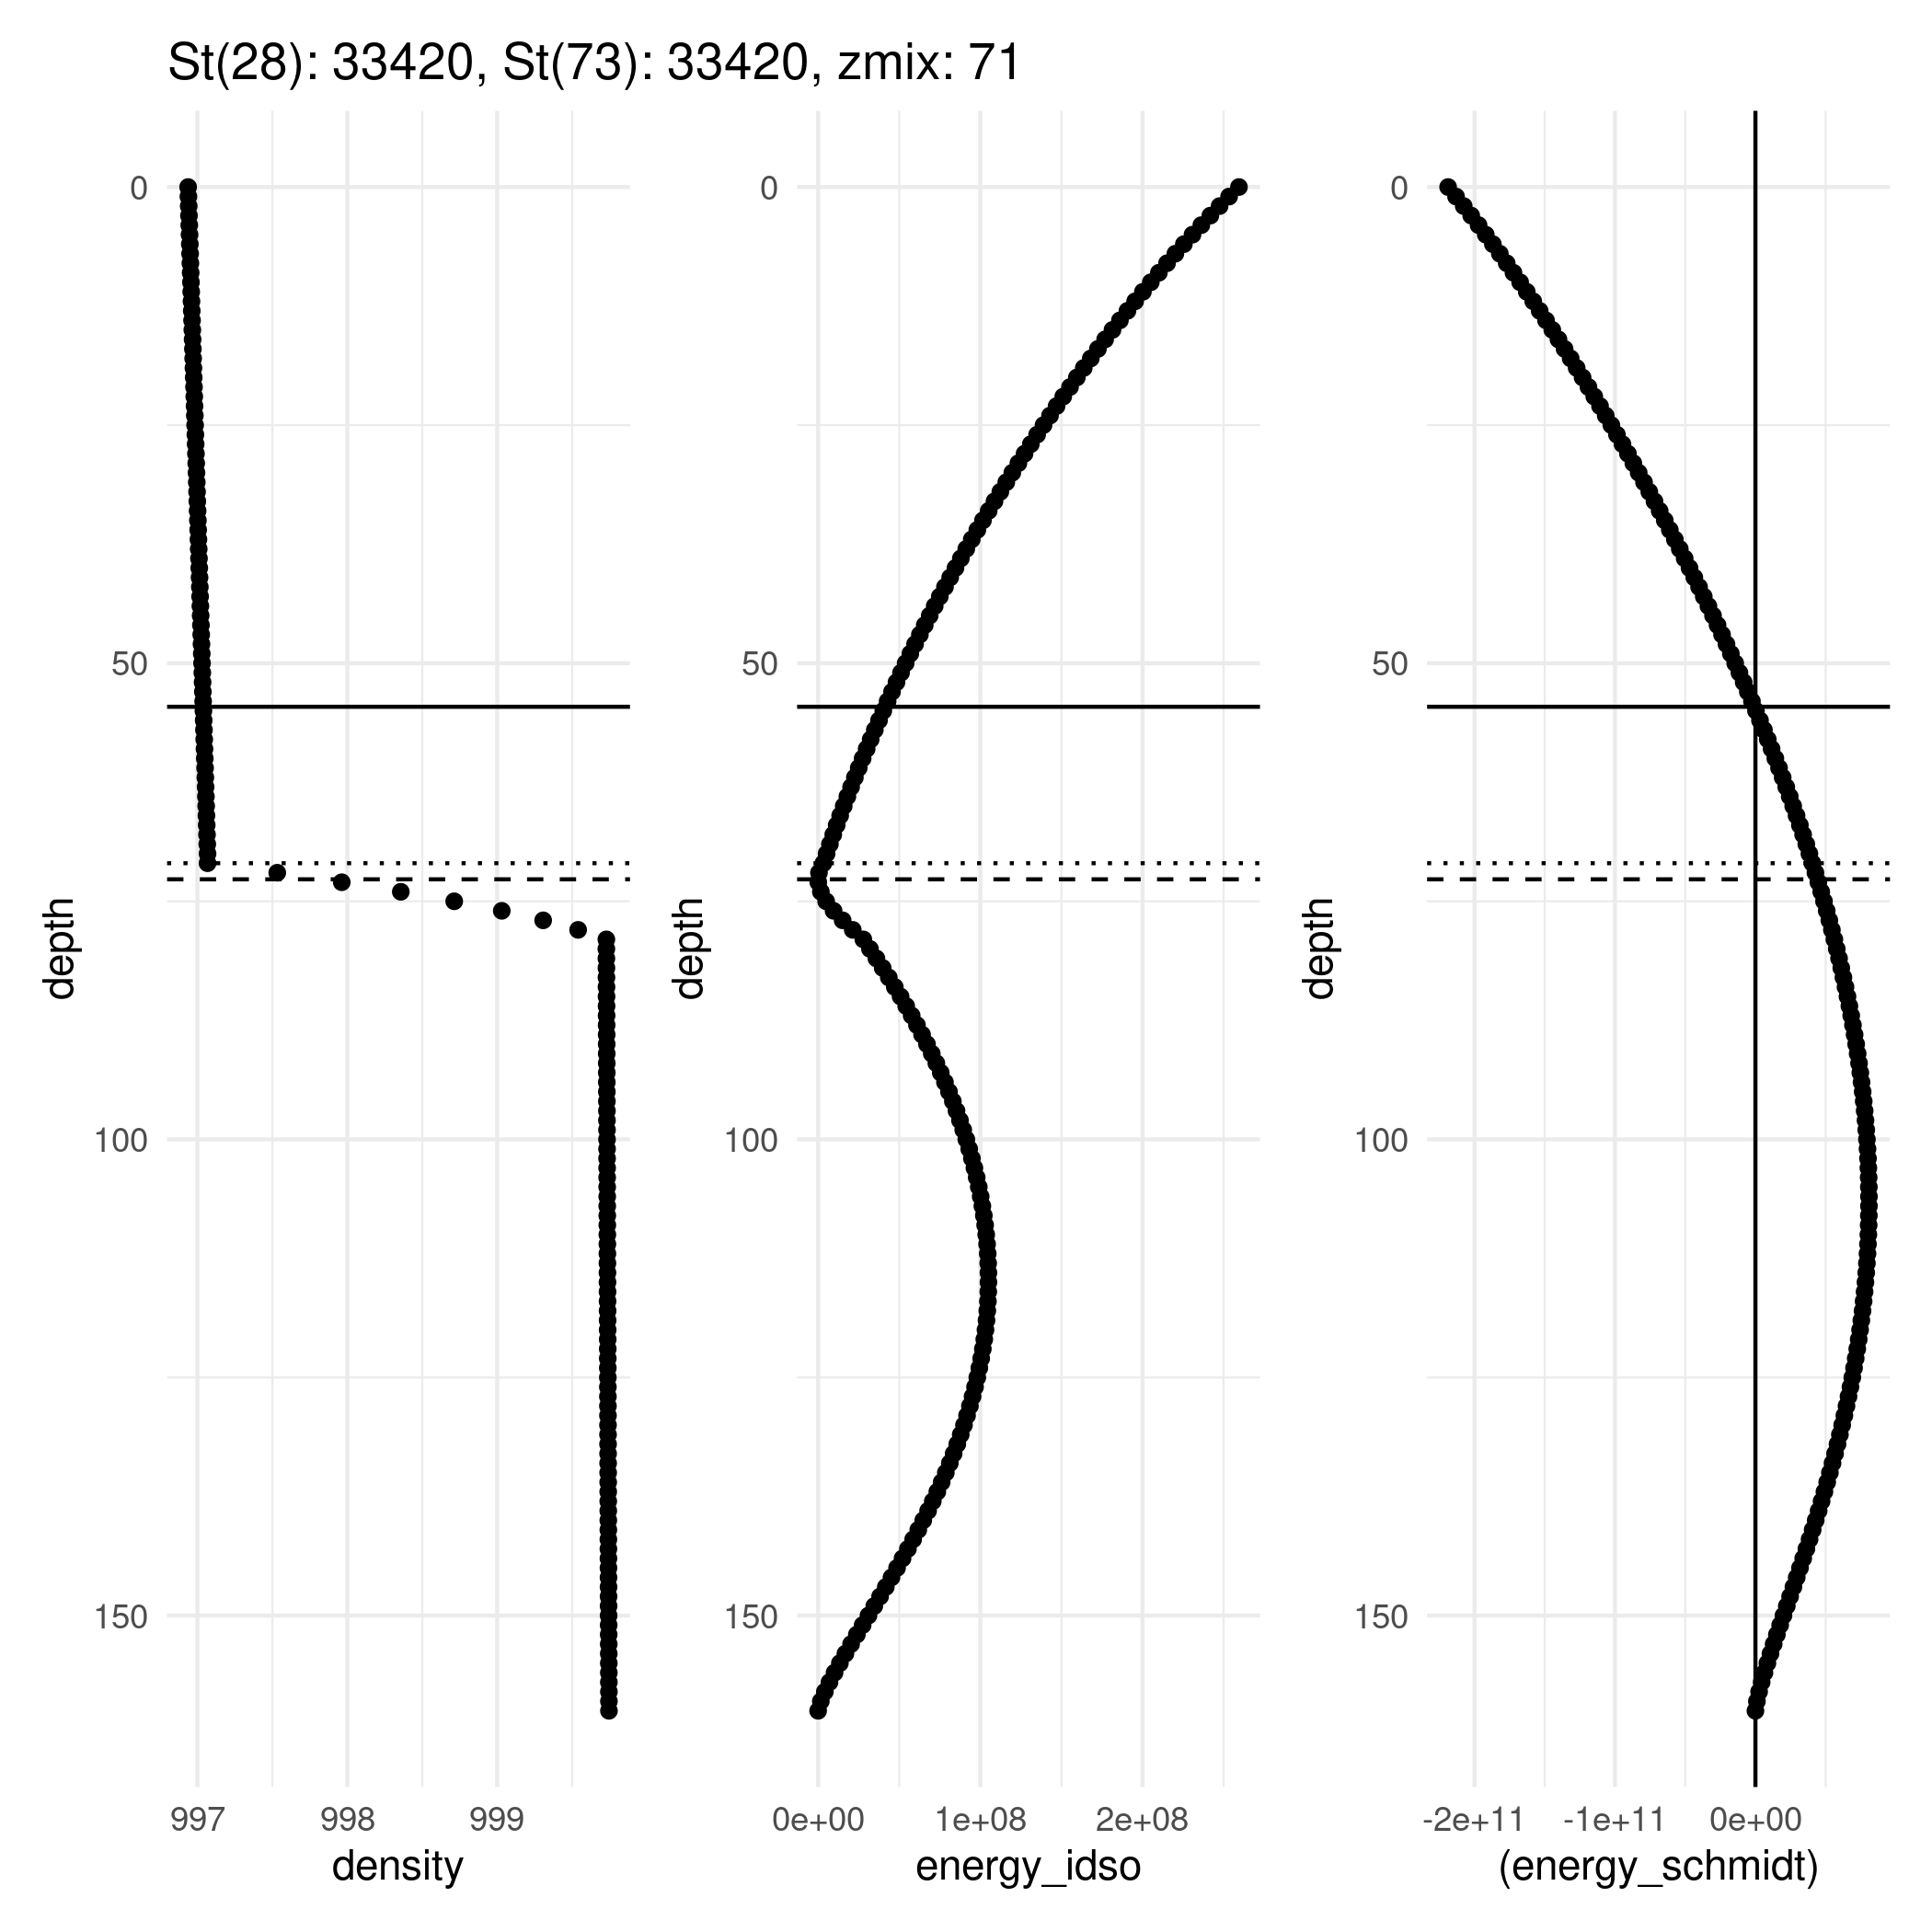 St(28): 33420, St(73): 33420, zmix: 71
0
50
100
150
depth
997
998
999
density
0
50
100
150
depth
0e+00
1e+08
2e+08
energy_idso
0
50
100
150
depth
-2e+11
-1e+11
0e+00
(energy_schmidt)